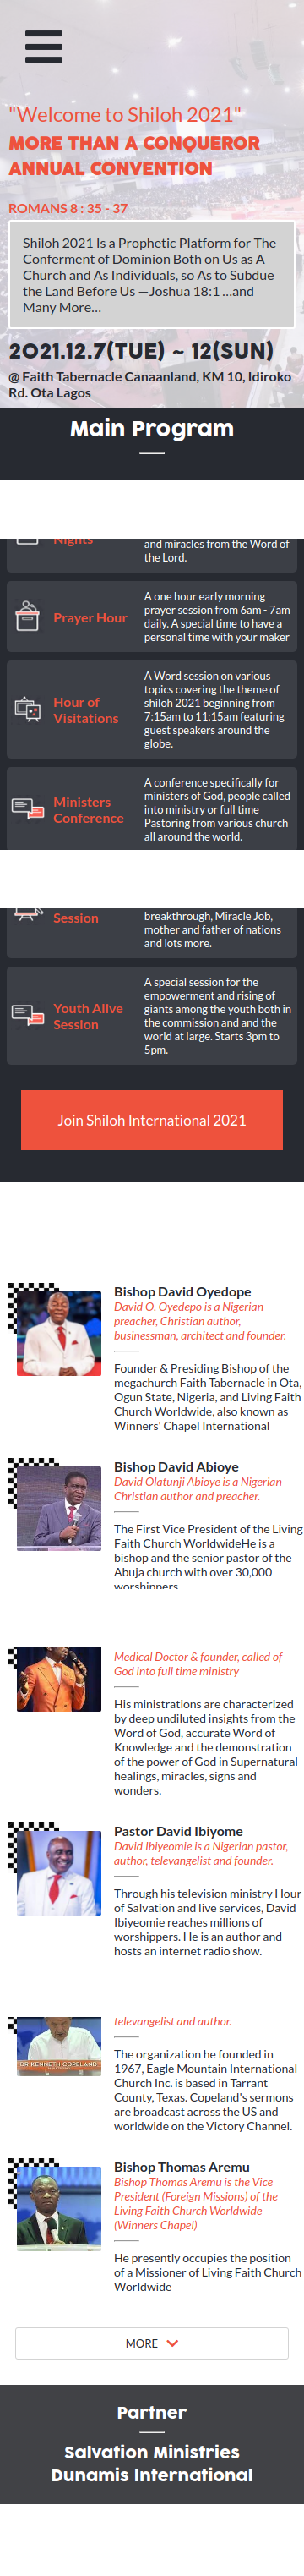 "Welcome to Shiloh 2021"
MORE THAN A CONQUEROR
ANNUAL CONVENTION
ROMANS 8 : 35 - 37
Shiloh 2021 Is a Prophetic Platform for The
Conferment of Dominion Both on Us as A
Church and As Individuals, so As to Subdue
the Land Before Us —Joshua 18:1 ...and
Many More...
2021.12.7(TUE) ~ 12(SUN)
@ Faith Tabernacle Canaanland, KM 10, Idiroko
Rd. Ota Lagos
Main Program
Nights
and miracles from the Word of
the Lord.
Prayer Hour
A one hour early morning
prayer session from 6am - 7am
daily. A special time to have a
personal time with your maker
Hour of
Visitations
A Word session on various
topics covering the theme of
shiloh 2021 beginning from
7:15am to 11:15am featuring
guest speakers around the
globe.
Ministers
Conference
A conference specifically for
ministers of God, people called
into ministry or full time
Pastoring from various church
all around the world.
Session
breakthrough, Miracle Job,
mother and father of nations
and lots more.
Youth Alive
Session
A special session for the
empowerment and rising of
giants among the youth both in
the commission and and the
world at large. Starts 3pm to
5pm.
Join Shiloh International 2021
Bishop David Oyedope
David O. Oyedepo is a Nigerian
preacher, Christian author,
businessman, architect and founder.
Founder & Presiding Bishop of the
megachurch Faith Tabernacle in Ota,
Ogun State, Nigeria, and Living Faith
Church Worldwide, also known as
Winners' Chapel International
Bishop David Abioye
David Olatunji Abioye is a Nigerian
Christian author and preacher.
The First Vice President of the Living
Faith Church WorldwideHe is a
bishop and the senior pastor of the
Abuja church with over 30,000
worshippers
Medical Doctor & founder, called of
God into full time ministry
His ministrations are characterized
by deep undiluted insights from the
Word of God, accurate Word of
Knowledge and the demonstration
of the power of God in Supernatural
healings, miracles, signs and
wonders.
Pastor David Ibiyome
David Ibiyeomie is a Nigerian pastor,
author, televangelist and founder.
Through his television ministry Hour
of Salvation and live services, David
Ibiyeomie reaches millions of
worshippers. He is an author and
hosts an internet radio show.
DR KENNETH COPELAND
televangelist and author.
The organization he founded in
1967, Eagle Mountain International
Church Inc. is based in Tarrant
County, Texas. Copeland's sermons
are broadcast across the US and
worldwide on the Victory Channel.
Bishop Thomas Aremu
Bishop Thomas Aremu is the Vice
President (Foreign Missions) of the
Living Faith Church Worldwide
(Winners Chapel)
He presently occupies the position
of a Missioner of Living Faith Church
Worldwide
MORE
Partner
Salvation Ministries
Dunamis International